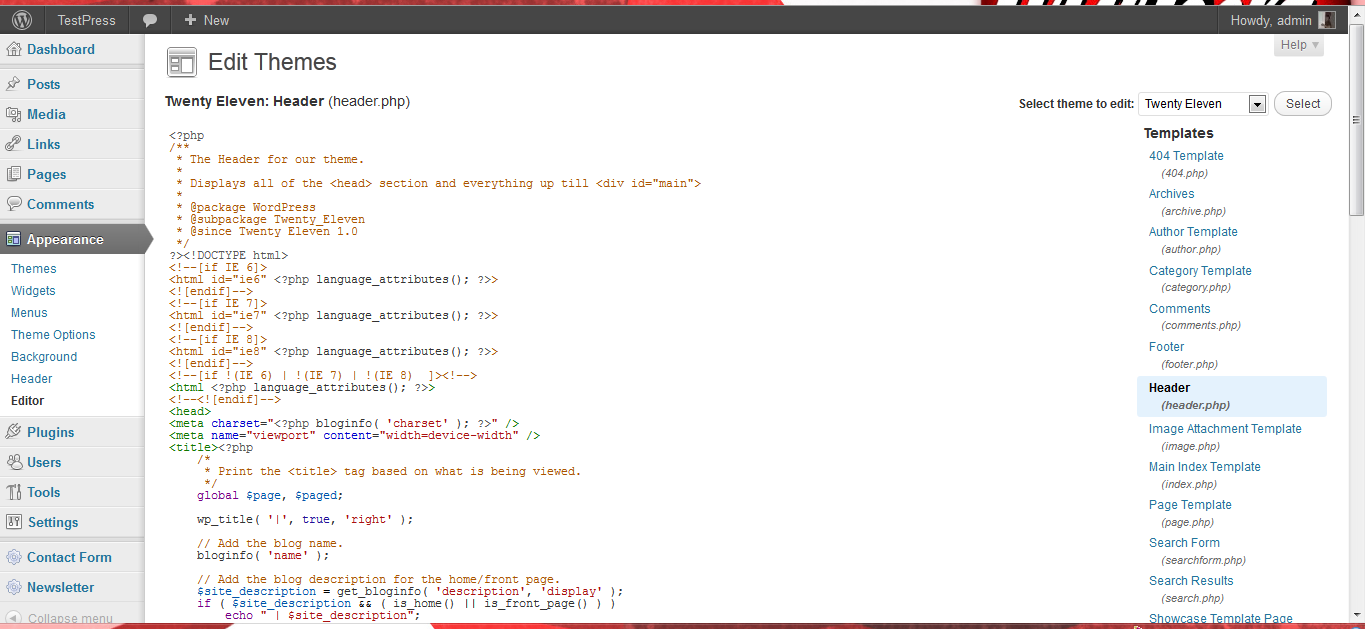 TestPress
New
Howdy, admin
Help
Dashboard
Posts
Media
Links
Pages
Comments
Appearance
Themes
Widgets
Menus
Theme Options
Background
Header
Editor
Plugins
Users
Tools
Settings
Contact Form
Newsletter
Collapse menu
Edit Themes
Twenty Eleven: Header (header.php)
Select theme to edit: Twenty Eleven Select
<?php
/**
 * The Header for our theme.
 *
 * Displays all of the <head> section and everything up till <div id="main">
 *
 * @package WordPress
 * @subpackage Twenty_Eleven
 * @since Twenty Eleven 1.0
 */
?><!DOCTYPE html>
<!--[if IE 6]>
<html id="ie6" <?php language_attributes(); ?>>
<![endif]-->
<!--[if IE 7]>
<html id="ie7" <?php language_attributes(); ?>>
<![endif]-->
<!--[if IE 8]>
<html id="ie8" <?php language_attributes(); ?>>
<![endif]-->
<!--[if !(IE 6) | !(IE 7) | !(IE 8)  ]><!-->
<html <?php language_attributes(); ?>>
<!--<![endif]-->
<head>
<meta charset="<?php bloginfo( 'charset' ); ?>" />
<meta name="viewport" content="width=device-width" />
<title><?php
    /*
     * Print the <title> tag based on what is being viewed.
     */
    global $page, $paged;
    wp_title( '|', true, 'right' );
    // Add the blog name.
    bloginfo( 'name' );
    // Add the blog description for the home/front page.
    $site_description = get_bloginfo( 'description', 'display' );
    if ( $site_description && ( is_home() || is_front_page() ) )
        echo " | $site_description";
Templates
404 Template
(404.php)
Archives
(archive.php)
Author Template
(author.php)
Category Template
(category.php)
Comments
(comments.php)
Footer
(footer.php)
Header
(header.php)
Image Attachment Template
(image.php)
Main Index Template
(index.php)
Page Template
(page.php)
Search Form
(searchform.php)
Search Results
(search.php)
Showcase Template Page